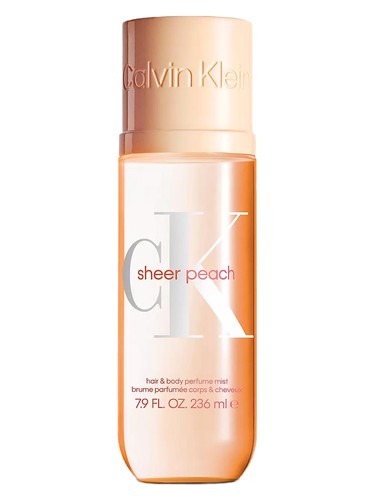 Calvin Klein
CK
sheer peach
hair & body perfume mist
brume parfumée corps & cheveux
7.9 FL. OZ. 236 ml e